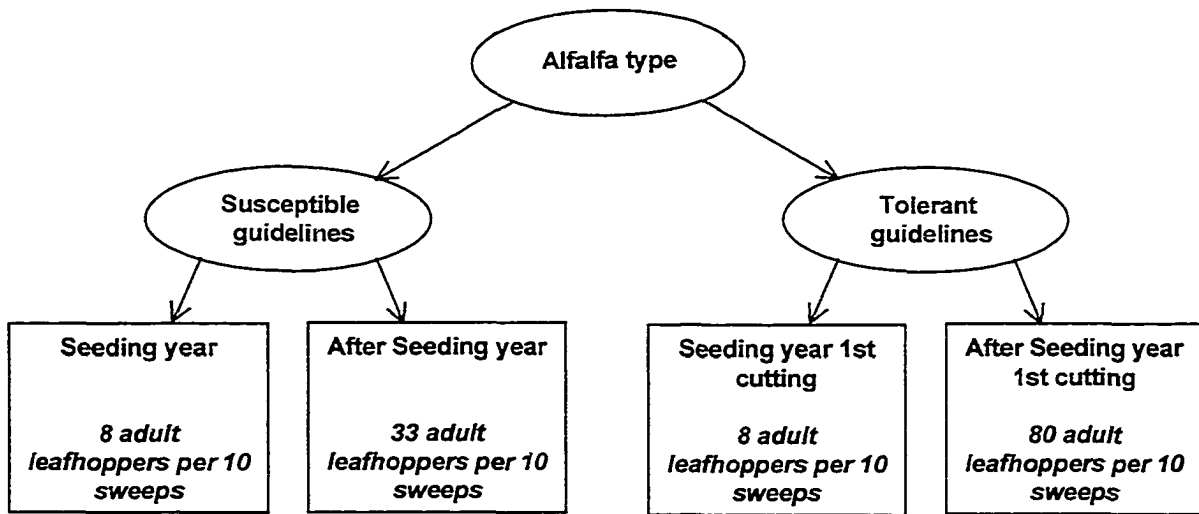 Alfalfa type
Susceptible
guidelines
Tolerant
guidelines
Seeding year
8 adult
leafhoppers per 10
sweeps
After Seeding year
33 adult
leafhoppers per 10
sweeps
Seeding year 1st
cutting
8 adult
leafhoppers per 10
sweeps
After Seeding year
1st cutting
80 adult
leafhoppers per 10
sweeps